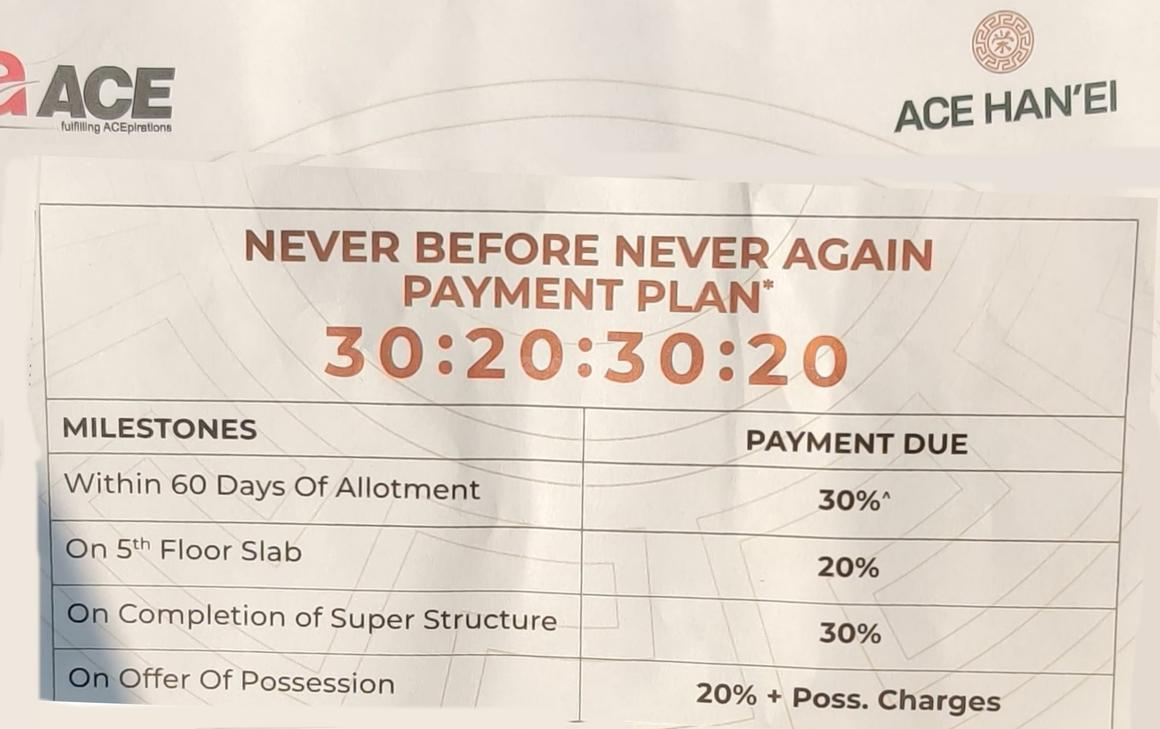 ACE
fulfilling ACEpirations
ACE HAN'EI
NEVER BEFORE NEVER AGAIN
PAYMENT PLAN*
30:20:30:20
MILESTONES PAYMENT DUE
Within 60 Days Of Allotment 30%^
On 5th Floor Slab 20%
On Completion of Super Structure 30%
On Offer Of Possession 20% + Poss. Charges